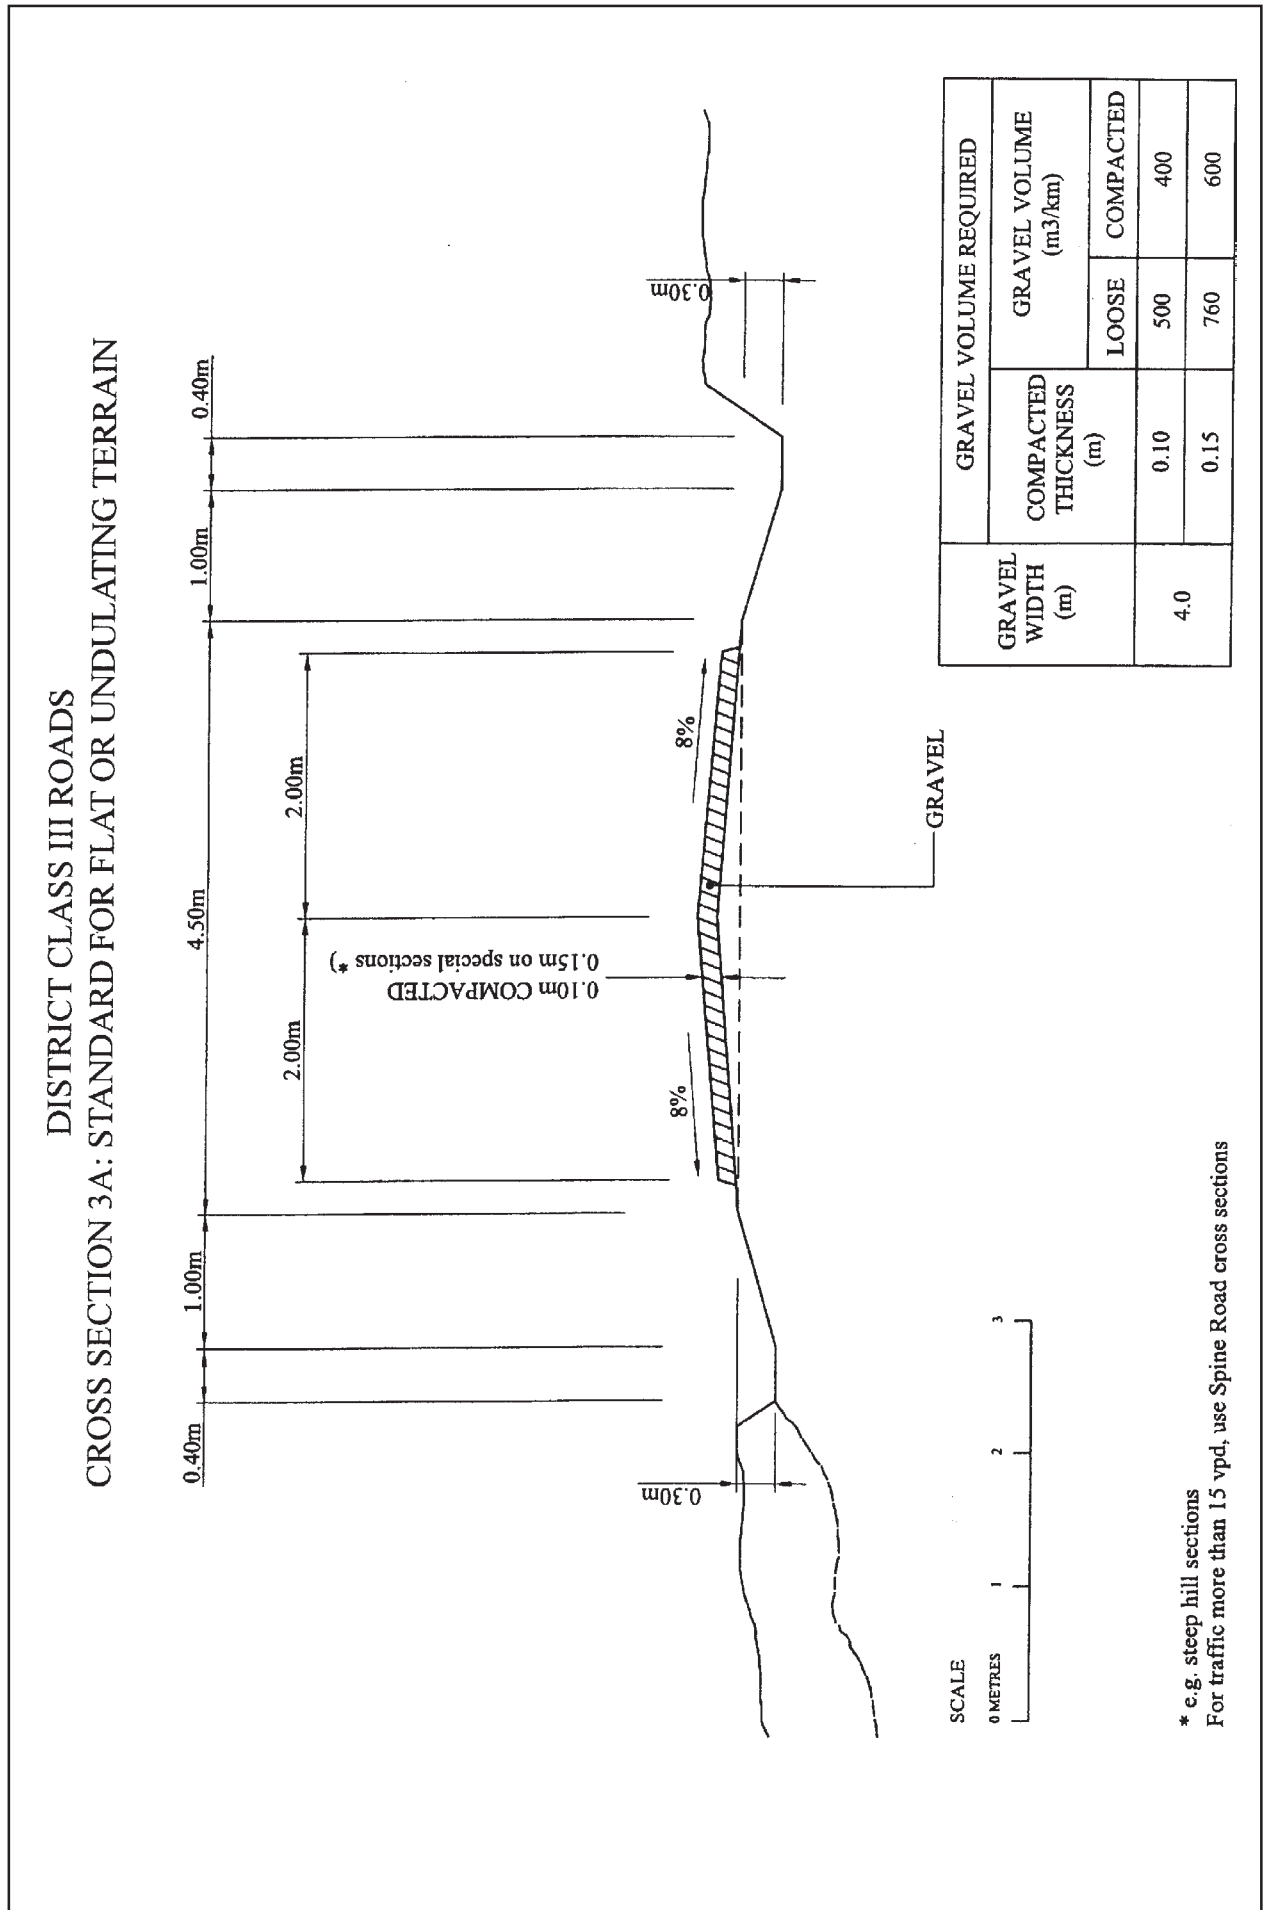 DISTRICT CLASS III ROADS
CROSS SECTION 3A: STANDARD FOR FLAT OR UNDULATING TERRAIN
0.40m
1.00m
4.50m
1.00m
0.40m
2.00m
2.00m
0.10m COMPACTED
0.15m on special sections *)
8%
8%
0.30m
0.30m
GRAVEL
SCALE
0 METRES
1
2
3
GRAVEL
WIDTH
(m)
GRAVEL VOLUME REQUIRED
COMPACTED
THICKNESS
(m)
GRAVEL VOLUME
(m3/km)
LOOSE
COMPACTED
4.0
0.10
500
400
0.15
760
600
* e.g. steep hill sections
For traffic more than 15 vpd, use Spine Road cross sections